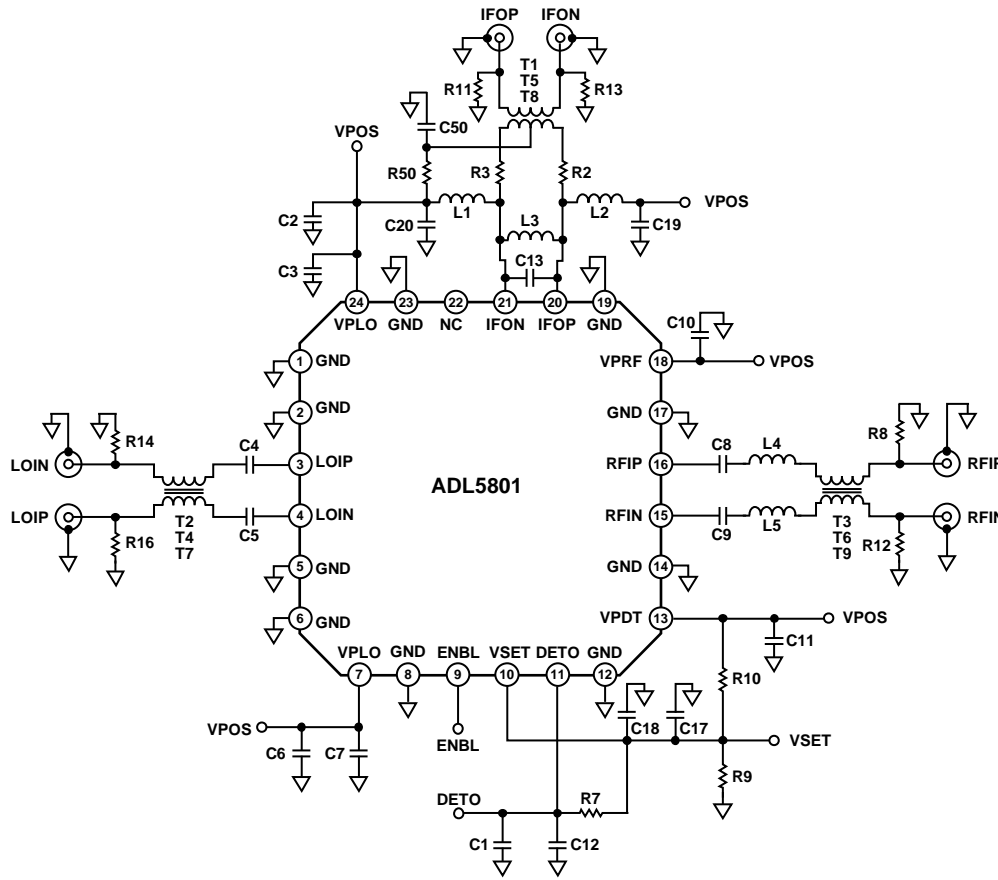 IFOP IFON
T1
T5
T8
R11 R13
C50
VPOS
R50 R3 R2
L1 L2 VPOS
C2 C20 L3 C19
C3 C13
24 23 22 21 20 19
VPLO GND NC IFON IFOP GND
C10
1 GND VPRF 18 VPOS
2 GND GND 17
R14 C4 C8 L4 R8
LOIN 3 LOIP RFIP 16 RFIP
ADL5801
LOIP 4 LOIN RFIN 15 RFIN
R16 T2 C5 C9 L5 T3 R12
T4 T6
T7 T9
5 GND GND 14
6 GND VPDT 13 VPOS
C11
VPLO GND ENBL VSET DETO GND
7 8 9 10 11 12
R10
C18 C17
VPOS VSET
C6 C7 ENBL
R9
DETO R7
C1 C12